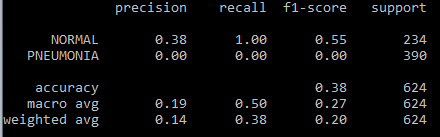 precision recall f1-score support
NORMAL 0.38 1.00 0.55 234
PNEUMONIA 0.00 0.00 0.00 390
accuracy 0.38 624
macro avg 0.19 0.50 0.27 624
weighted avg 0.14 0.38 0.20 624